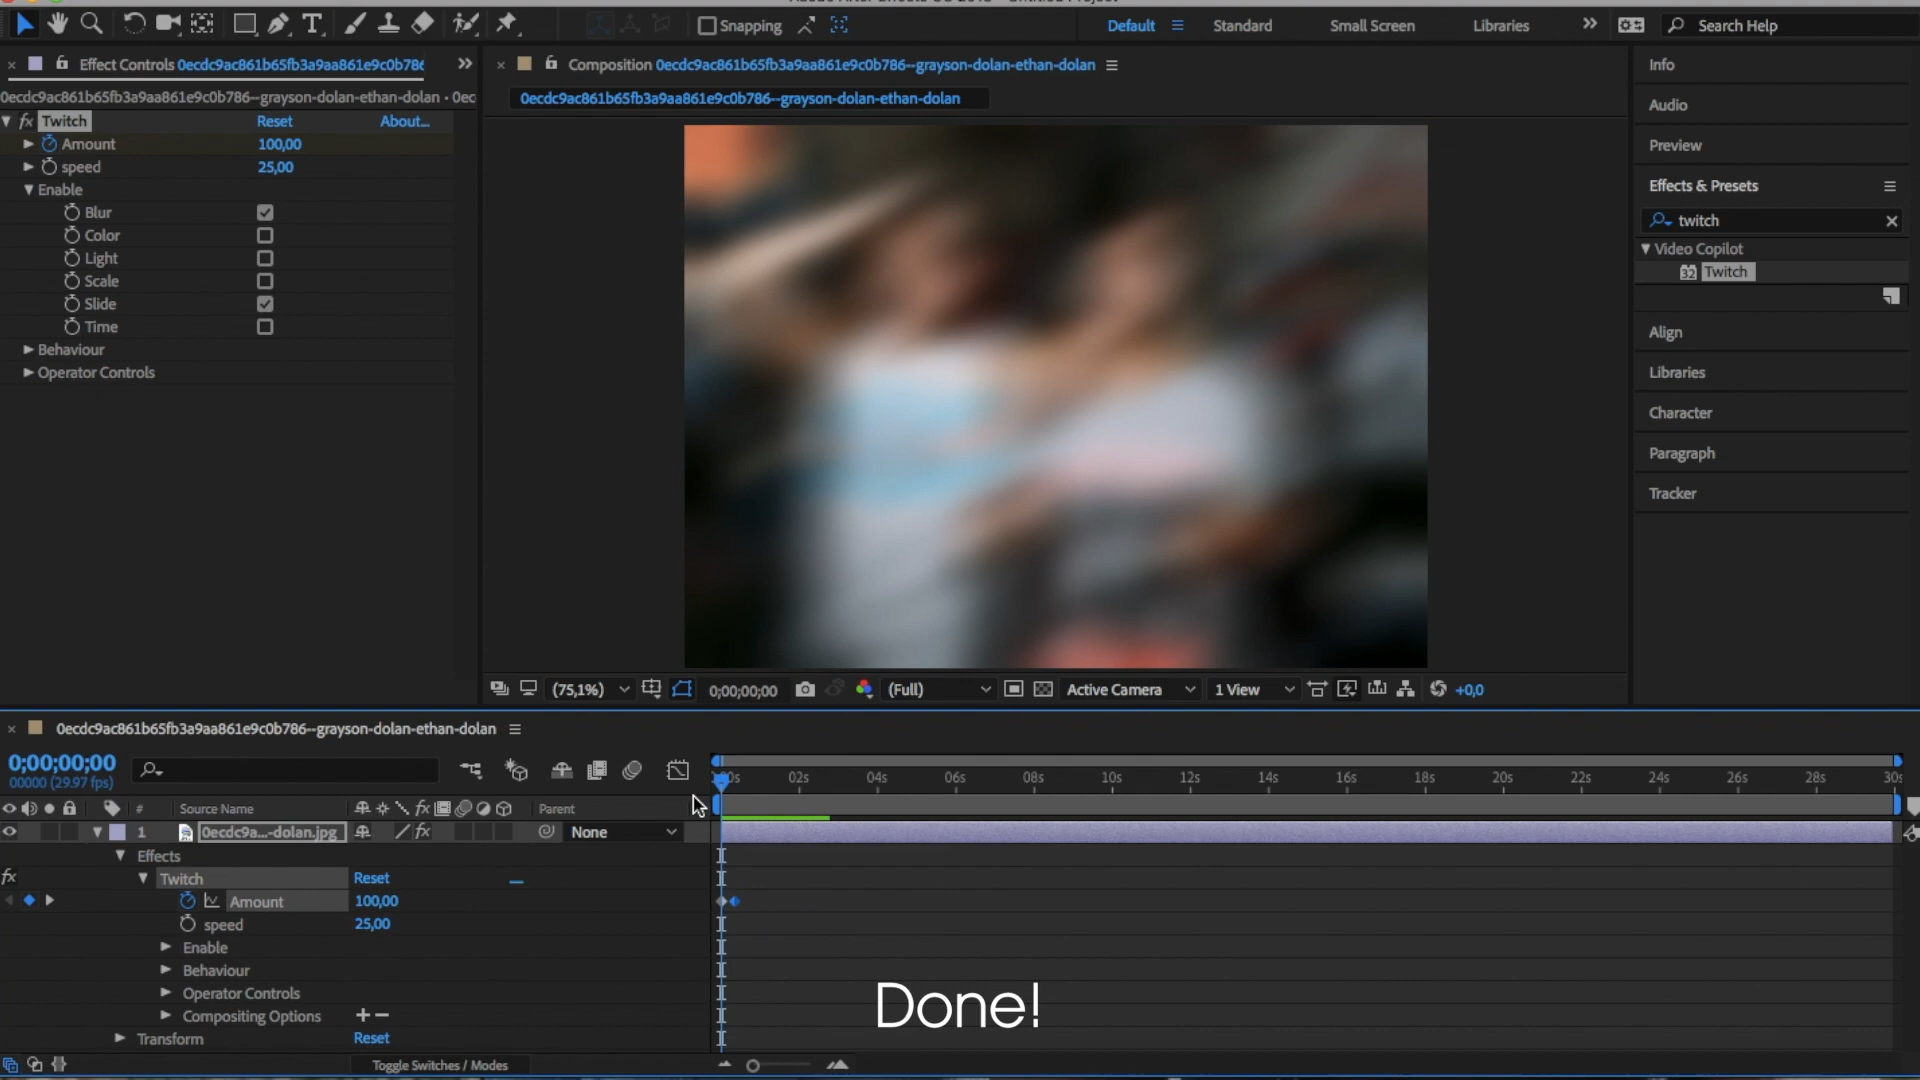 Snapping
Default
Standard
Small Screen
Libraries
Search Help
Effect Controls 0ecdc9ac861b65fb3a9aa861e9c0b786
Composition 0ecdc9ac861b65fb3a9aa861e9c0b786--grayson-dolan-ethan-dolan
Info
0ecdc9ac861b65fb3a9aa861e9c0b786--grayson-dolan-ethan-dolan • 0ec
0ecdc9ac861b65fb3a9aa861e9c0b786--grayson-dolan-ethan-dolan
Audio
fx Twitch Reset About...
Amount 100,00
Preview
speed 25,00
Enable
Effects & Presets
Blur
twitch
Color
Video Copilot
Light
32 Twitch
Scale
Slide
Time
Align
Behaviour
Operator Controls
Libraries
Character
Paragraph
Tracker
(75,1%) 0;00;00;00 (Full) Active Camera 1 View +0,0
0ecdc9ac861b65fb3a9aa861e9c0b786--grayson-dolan-ethan-dolan
0;00;00;00
00000 (29.97 fps)
02s 04s 06s 08s 10s 12s 14s 16s 18s 20s 22s 24s 26s 28s 30s
# Source Name fx Parent
1 0ecdc9a...-dolan.jpg fx None
Effects
fx Twitch Reset
Amount 100,00
speed 25,00
Enable
Behaviour
Operator Controls
Compositing Options
Done!
Transform Reset
Toggle Switches / Modes